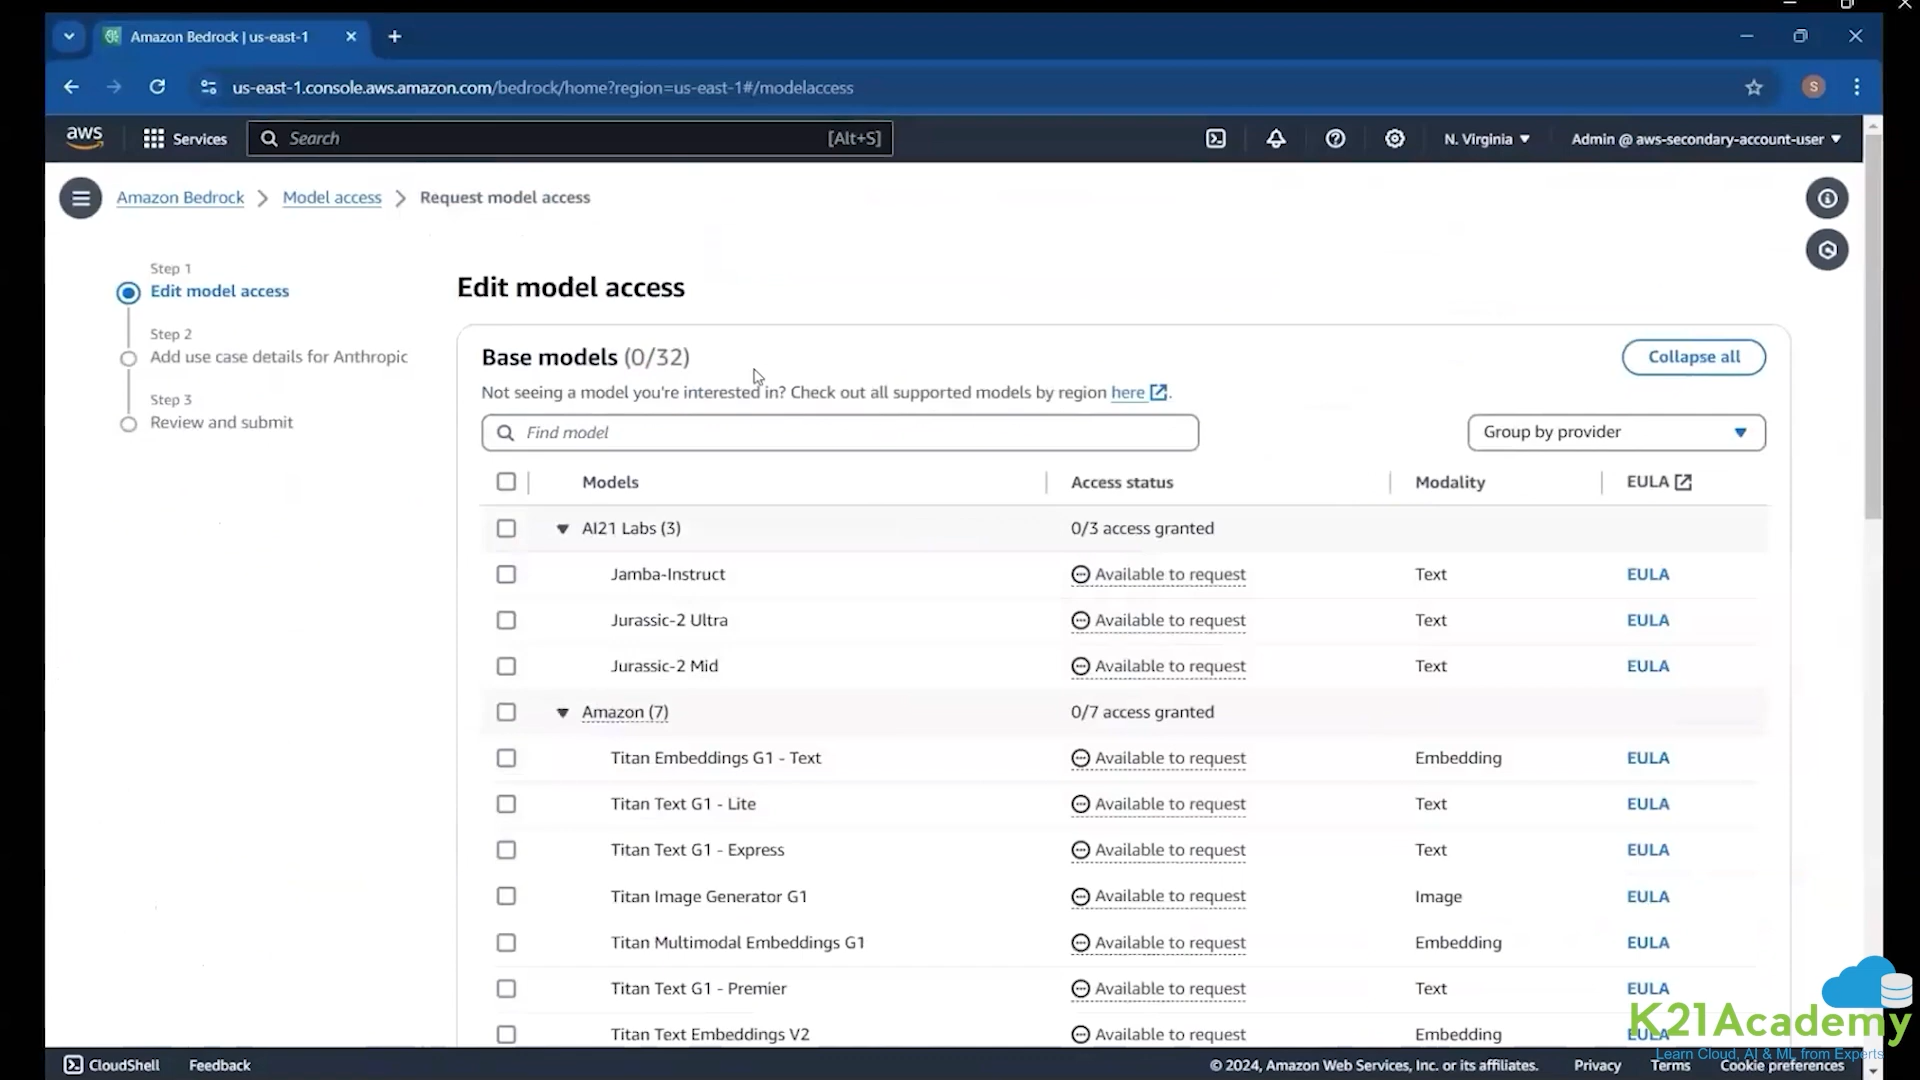 Amazon Bedrock | us-east-1
us-east-1.console.aws.amazon.com/bedrock/home?region=us-east-1#/modelaccess
S
aws
Services
Search
[Alt+S]
N. Virginia
Admin @ aws-secondary-account-user
Amazon Bedrock
Model access
Request model access
Step 1
Edit model access
Step 2
Add use case details for Anthropic
Step 3
Review and submit
Edit model access
Base models (0/32)
Collapse all
Not seeing a model you're interested in? Check out all supported models by region here.
Find model
Group by provider
Models Access status Modality EULA
AI21 Labs (3) 0/3 access granted
Jamba-Instruct Available to request Text EULA
Jurassic-2 Ultra Available to request Text EULA
Jurassic-2 Mid Available to request Text EULA
Amazon (7) 0/7 access granted
Titan Embeddings G1 - Text Available to request Embedding EULA
Titan Text G1 - Lite Available to request Text EULA
Titan Text G1 - Express Available to request Text EULA
Titan Image Generator G1 Available to request Image EULA
Titan Multimodal Embeddings G1 Available to request Embedding EULA
Titan Text G1 - Premier Available to request Text EULA
Titan Text Embeddings V2 Available to request Embedding EULA
K21Academy
Learn Cloud, AI & ML from Experts
CloudShell
Feedback
© 2024, Amazon Web Services, Inc. or its affiliates.
Privacy
Terms
Cookie preferences